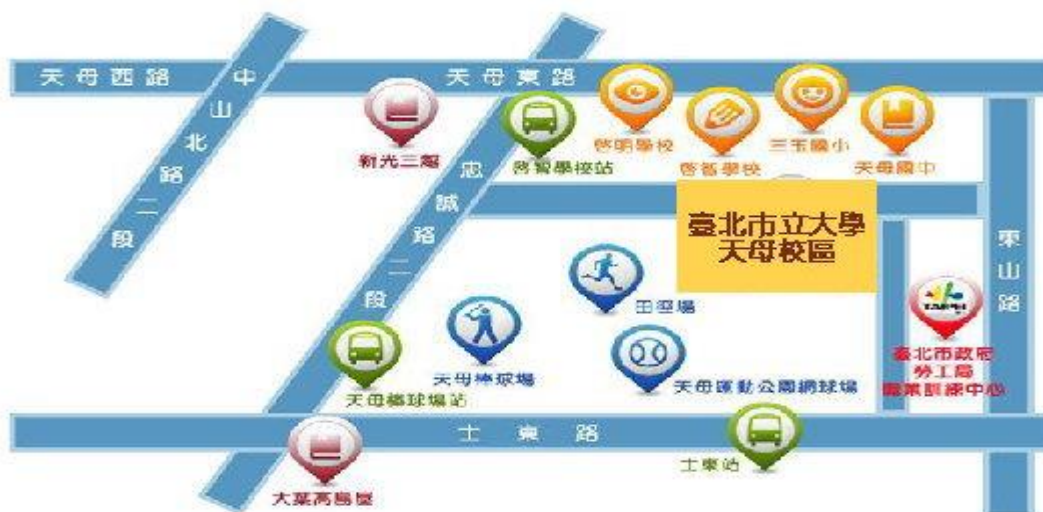 天母西路
中山北路二段
天母東路
新光三越
啓智學校站
啓明學校
啓智學校
三玉國小
天母國中
忠誠路二段
臺北市立大學
天母校區
東山路
田徑場
天母棒球場
天母運動公園網球場
臺北市政府
勞工局
職業訓練中心
天母棒球場站
士東路
士東站
大葉高島屋